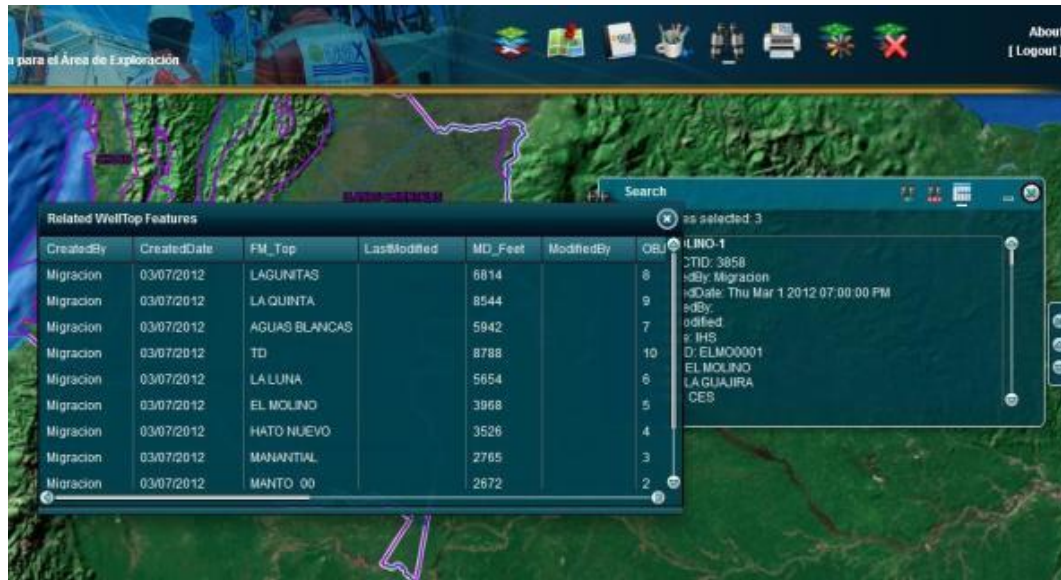 About
[ Logout ]
a para el Área de Exploración
Search
Related WellTop Features
es selected: 3
CreatedBy CreatedDate FM_Top LastModified MD_Feet ModifiedBy OBJ
Migracion 03/07/2012 LAGUNITAS 6814 8
Migracion 03/07/2012 LA QUINTA 8544 9
Migracion 03/07/2012 AGUAS BLANCAS 5942 7
Migracion 03/07/2012 TD 8788 10
Migracion 03/07/2012 LA LUNA 5654 6
Migracion 03/07/2012 EL MOLINO 3968 5
Migracion 03/07/2012 HATO NUEVO 3526 4
Migracion 03/07/2012 MANANTIAL 2765 3
Migracion 03/07/2012 MANTO_00 2672 2
LINO-1
CTID: 3858
edBy: Migracion
edDate: Thu Mar 1 2012 07:00:00 PM
edBy:
odified:
e: IHS
D: ELMO0001
EL MOLINO
LA GUAJIRA
CES